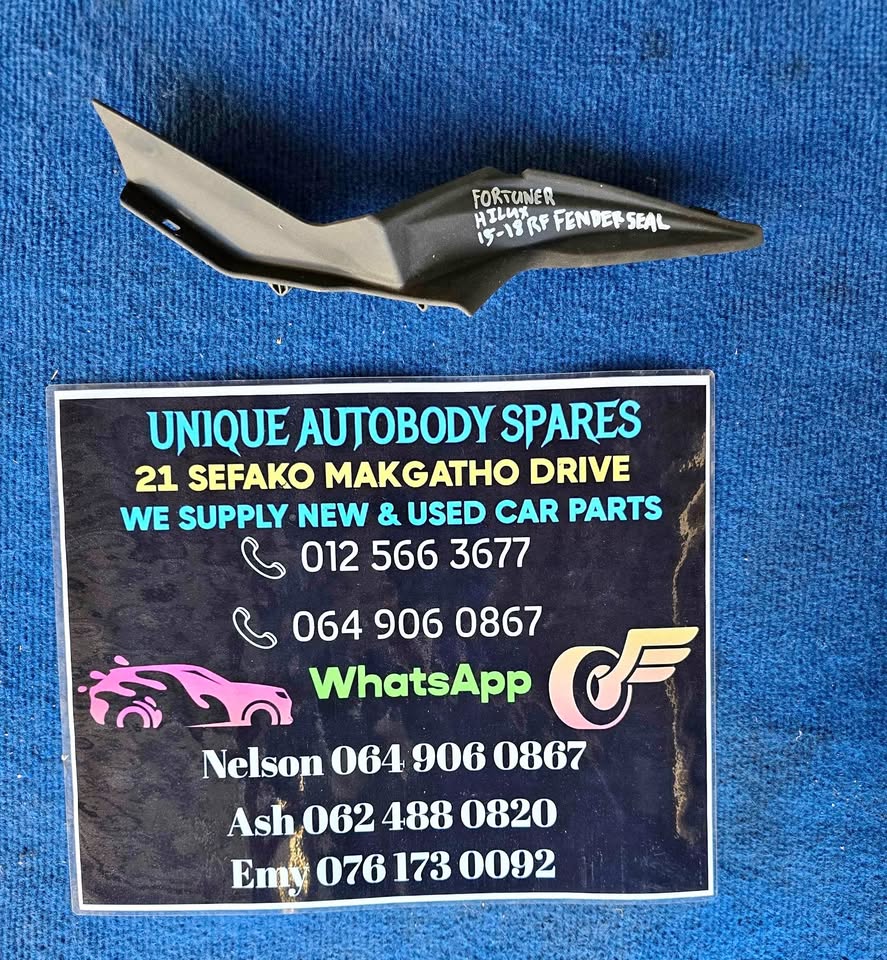 FORTUNER
HILUX
15-18 RF FENDER SEAL
UNIQUE AUTOBODY SPARES
21 SEFAKO MAKGATHO DRIVE
WE SUPPLY NEW & USED CAR PARTS
012 566 3677
064 906 0867
WhatsApp
Nelson 064 906 0867
Ash 062 488 0820
Emy 076 173 0092